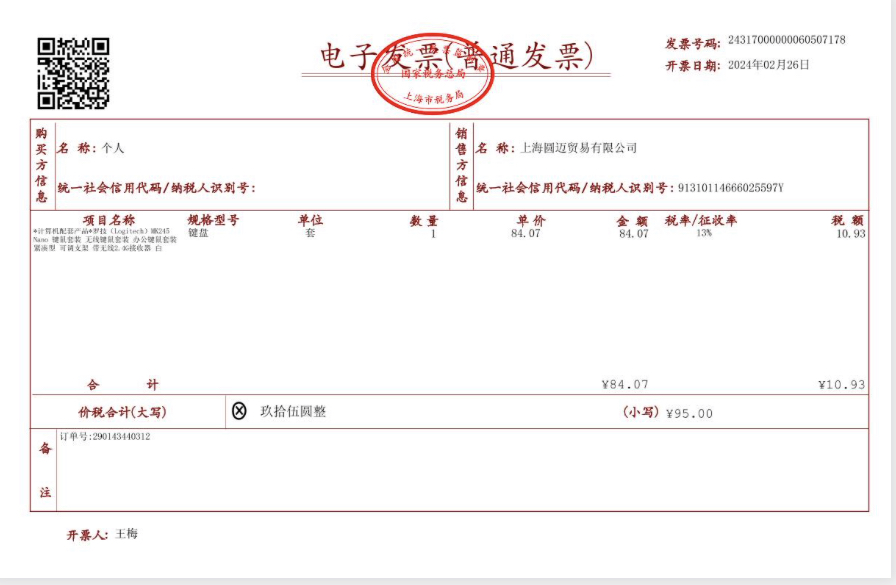 电子发票(普通发票)
全国统一发票监制章
国家税务总局
上海市税务局
发票号码: 24317000000060507178
开票日期: 2024年02月26日
购买方信息
名 称: 个人
统一社会信用代码/纳税人识别号:
销售方信息
名 称: 上海圆迈贸易有限公司
统一社会信用代码/纳税人识别号: 91310114666025597Y
项目名称 规格型号 单位 数量 单价 金额 税率/征收率 税额
*计算机配套产品*罗技（Logitech）MK245 键盘 套 1 84.07 84.07 13% 10.93
Nano 键鼠套装 无线键鼠套装 办公键鼠套装
紧凑型 可调支架 带无线2.4G接收器 白
合 计 ¥84.07 ¥10.93
价税合计(大写) 玖拾伍圆整 (小写) ¥95.00
备注
订单号:290143440312
开票人: 王梅